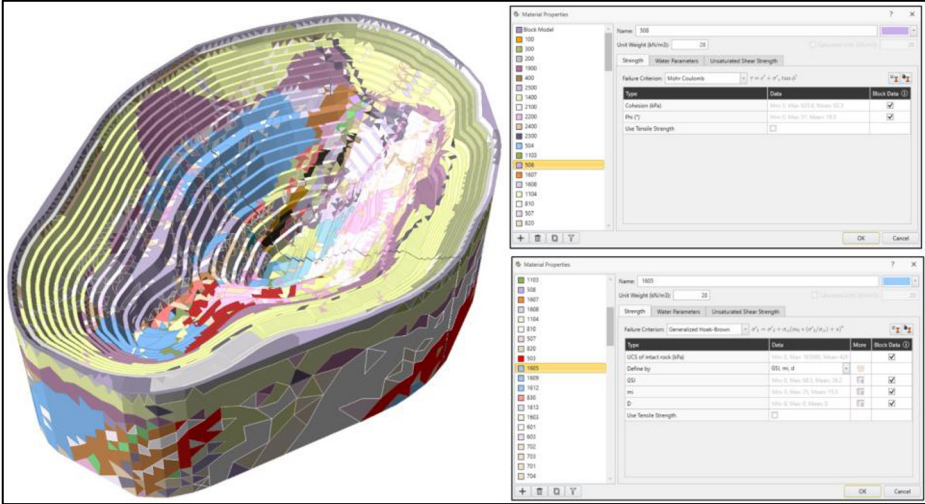 Material Properties
? ×
Block Model
100
300
200
1900
400
2500
1400
2100
2200
2400
2300
504
1103
508
1607
1608
1104
810
507
820
Name: 508
Unit Weight (kN/m3): 28
Strength Water Parameters Unsaturated Shear Strength
Failure Criterion: Mohr Coulomb
Type Data Block Data
Cohesion (kPa)
Phi (°)
Use Tensile Strength
OK Cancel
Material Properties
? ×
1103
508
1607
1608
1104
810
507
820
503
1605
1609
1612
830
1813
1603
601
603
702
703
701
704
Name: 1605
Unit Weight (kN/m3): 28
Strength Water Parameters Unsaturated Shear Strength
Failure Criterion: Generalized Hoek-Brown
Type Data More Block Data
UCS of intact rock (kPa)
Define by GSI, mi, d
GSI
mi
D
Use Tensile Strength
OK Cancel